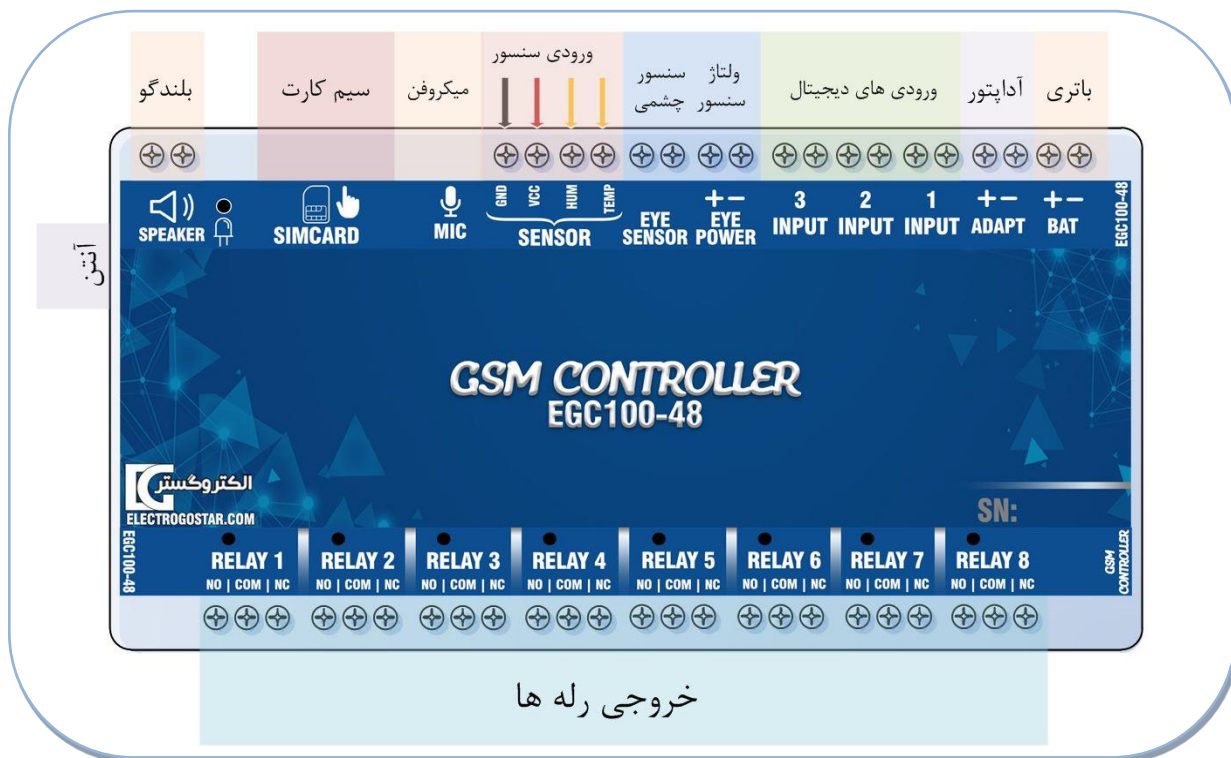 ورودی سنسور
بلندگو
سیم کارت
میکروفن
سنسور چشمی
ولتاژ سنسور
ورودی های دیجیتال
آداپتور
باتری
آنتن
SPEAKER
SIMCARD
MIC
GND
VCC
HUM
TEMP
SENSOR
EYE
SENSOR
+ −
EYE
POWER
3
INPUT
2
INPUT
1
INPUT
+ −
ADAPT
+ −
BAT
EGC100-48
GSM CONTROLLER
EGC100-48
الکتروگستر
ELECTROGOSTAR.COM
SN:
EGC100-48
RELAY 1
NO | COM | NC
RELAY 2
NO | COM | NC
RELAY 3
NO | COM | NC
RELAY 4
NO | COM | NC
RELAY 5
NO | COM | NC
RELAY 6
NO | COM | NC
RELAY 7
NO | COM | NC
RELAY 8
NO | COM | NC
GSM
CONTROLLER
خروجی رله ها